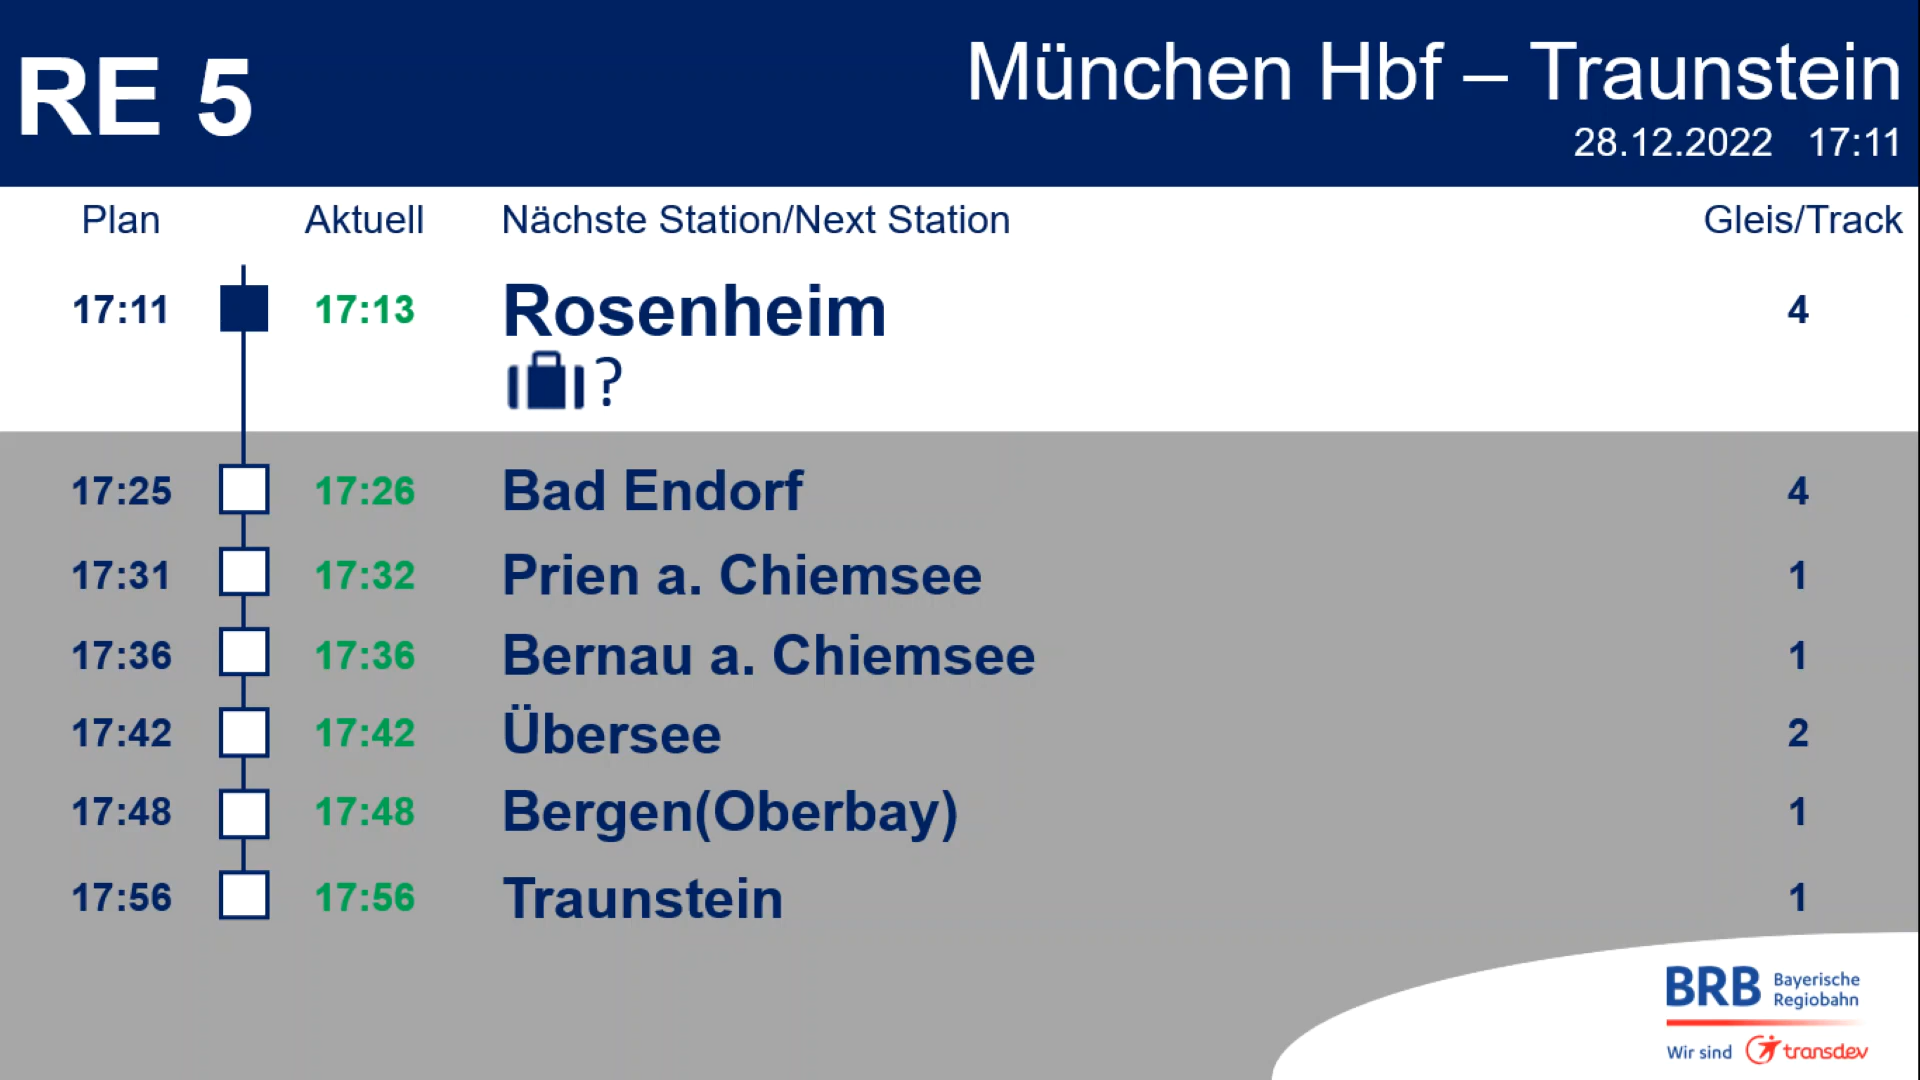 RE 5
München Hbf – Traunstein
28.12.2022 17:11
Plan Aktuell Nächste Station/Next Station Gleis/Track
17:11 17:13 Rosenheim 4
?
17:25 17:26 Bad Endorf 4
17:31 17:32 Prien a. Chiemsee 1
17:36 17:36 Bernau a. Chiemsee 1
17:42 17:42 Übersee 2
17:48 17:48 Bergen(Oberbay) 1
17:56 17:56 Traunstein 1
BRB Bayerische
Regiobahn
Wir sind transdev